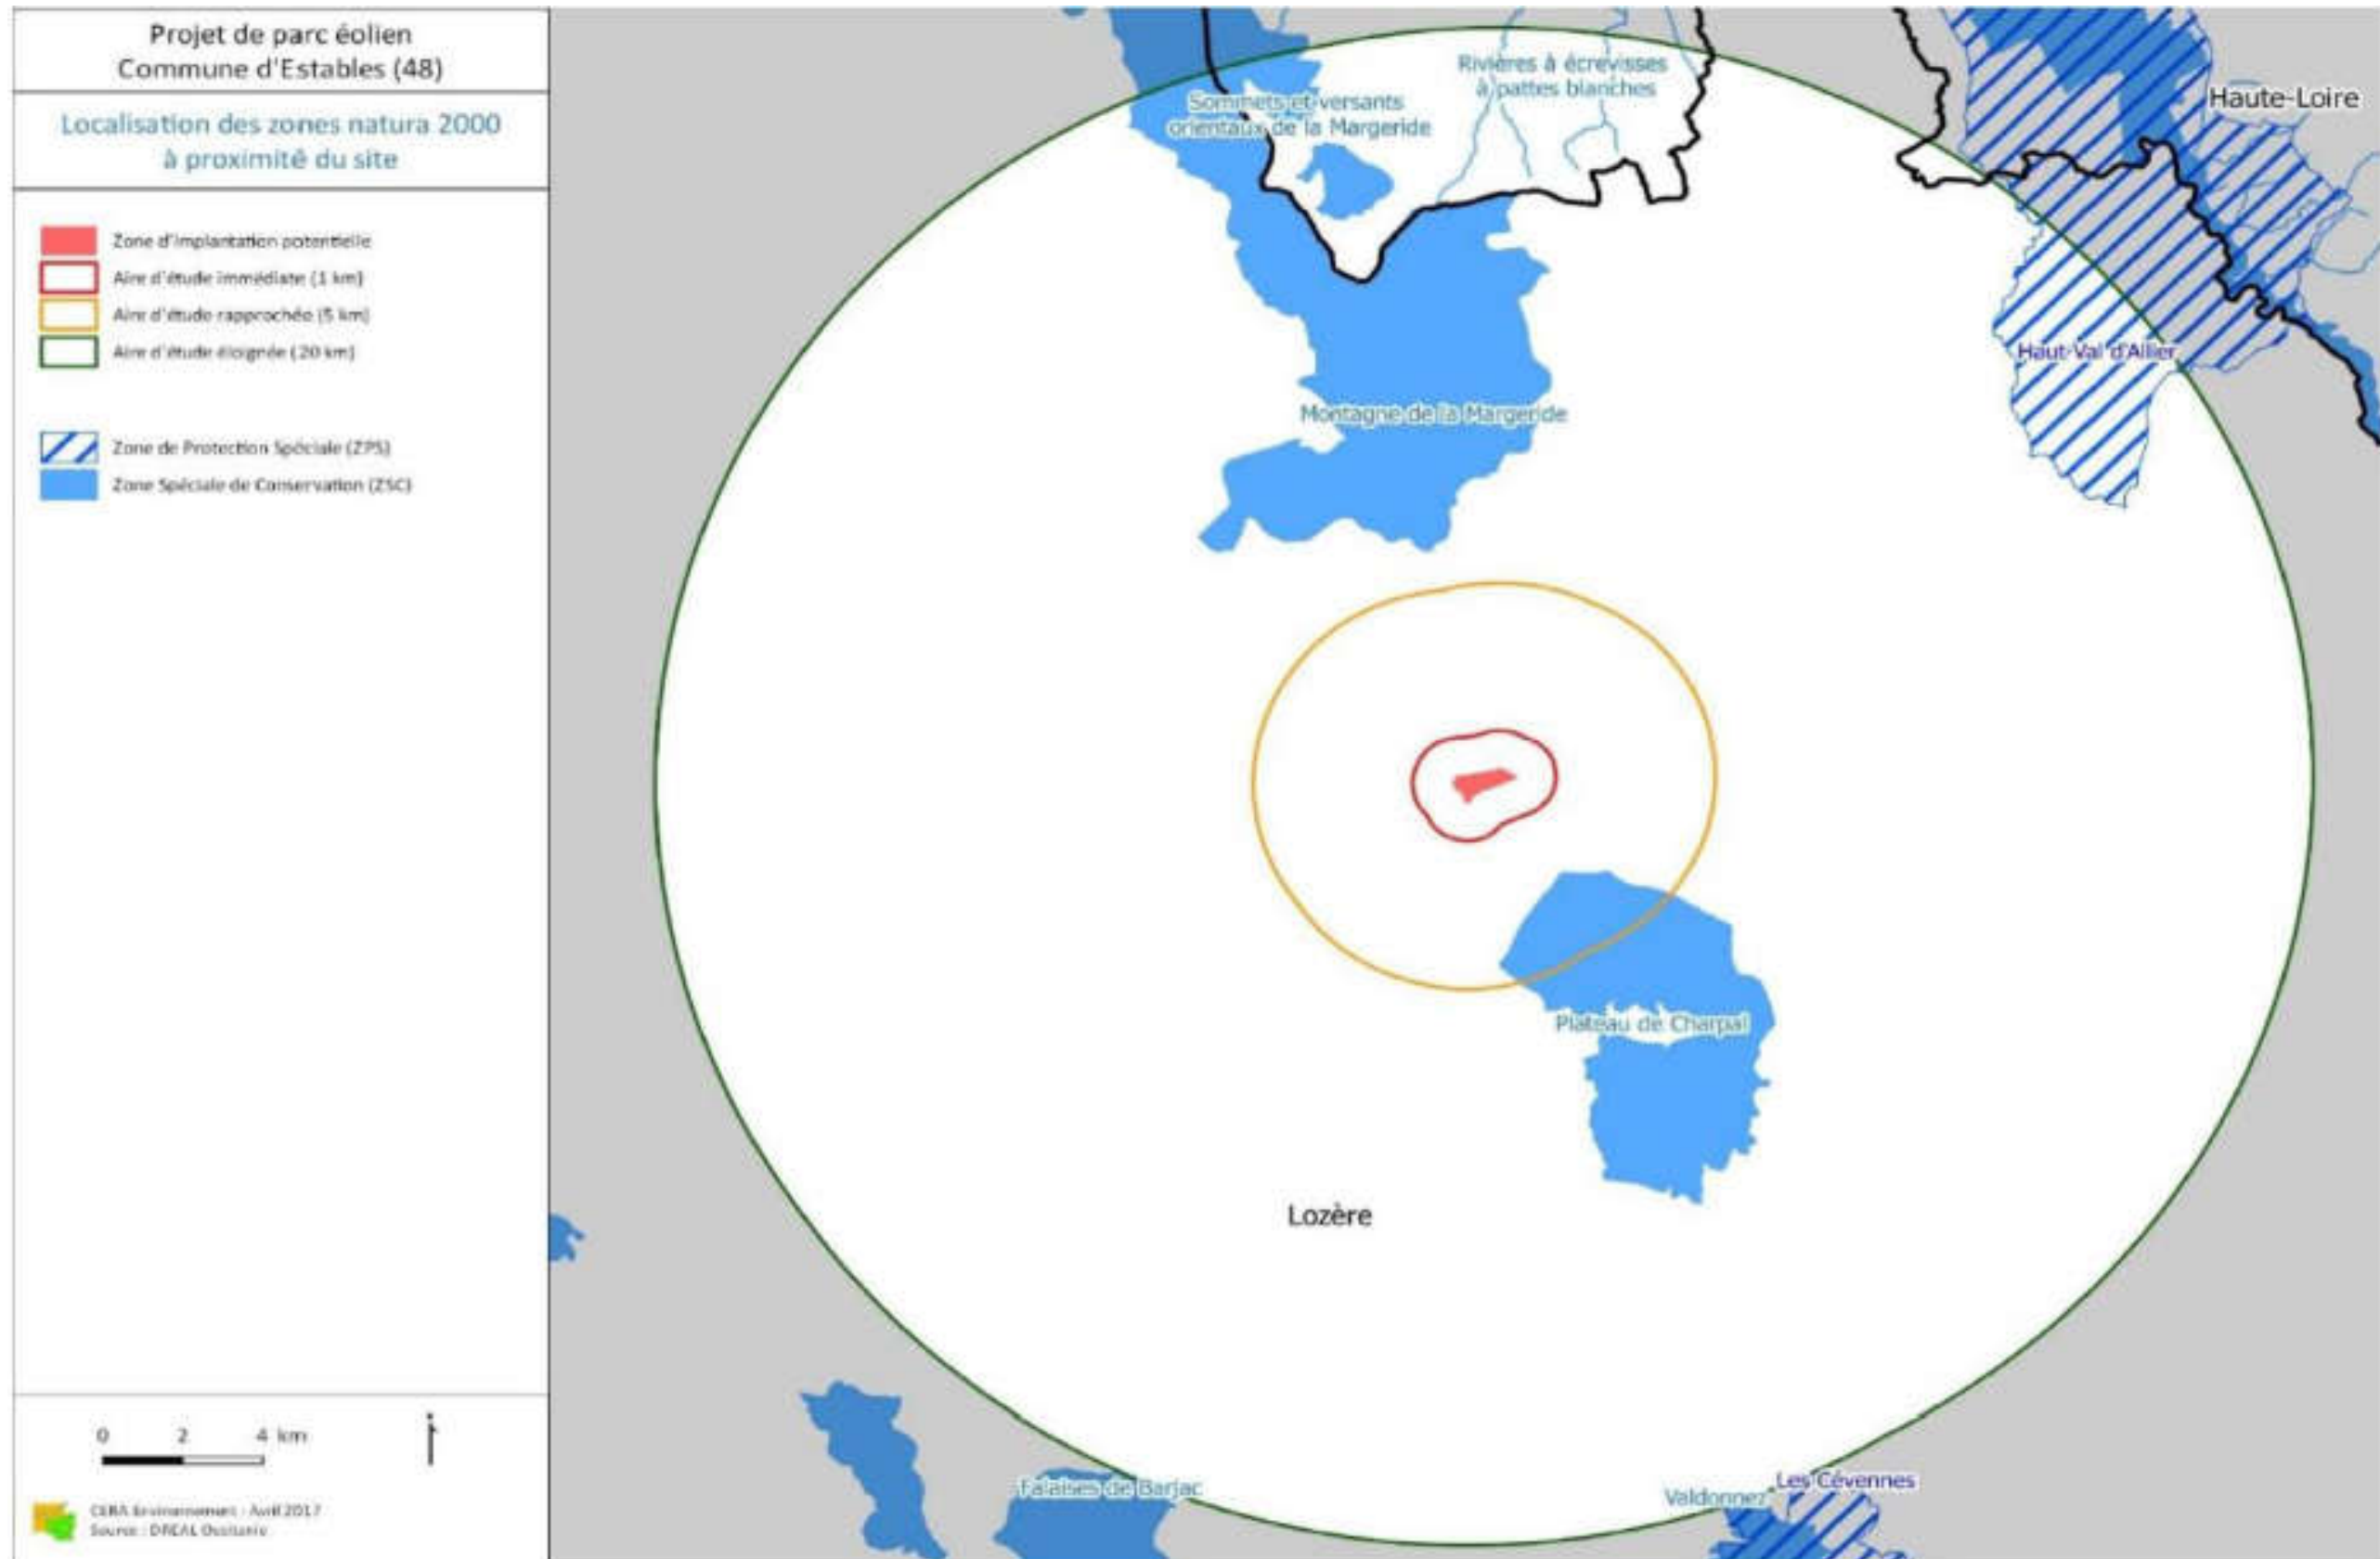 Projet de parc éolien
Commune d'Estables (48)
Localisation des zones natura 2000
à proximité du site
Zone d'implantation potentielle
Aire d'étude immédiate (1 km)
Aire d'étude rapprochée (5 km)
Aire d'étude éloignée (20 km)
Zone de Protection Spéciale (ZPS)
Zone Spéciale de Conservation (ZSC)
0 2 4 km
CERA Environnement - Avril 2017
Source : DREAL Occitanie
Rivières à écrevisses
à pattes blanches
Sommets et versants
orientaux de la Margeride
Haute-Loire
Haut-Val d'Allier
Montagne de la Margeride
Plateau de Charpal
Lozère
Falaises de Barjac
Valdonnez
Les Cévennes